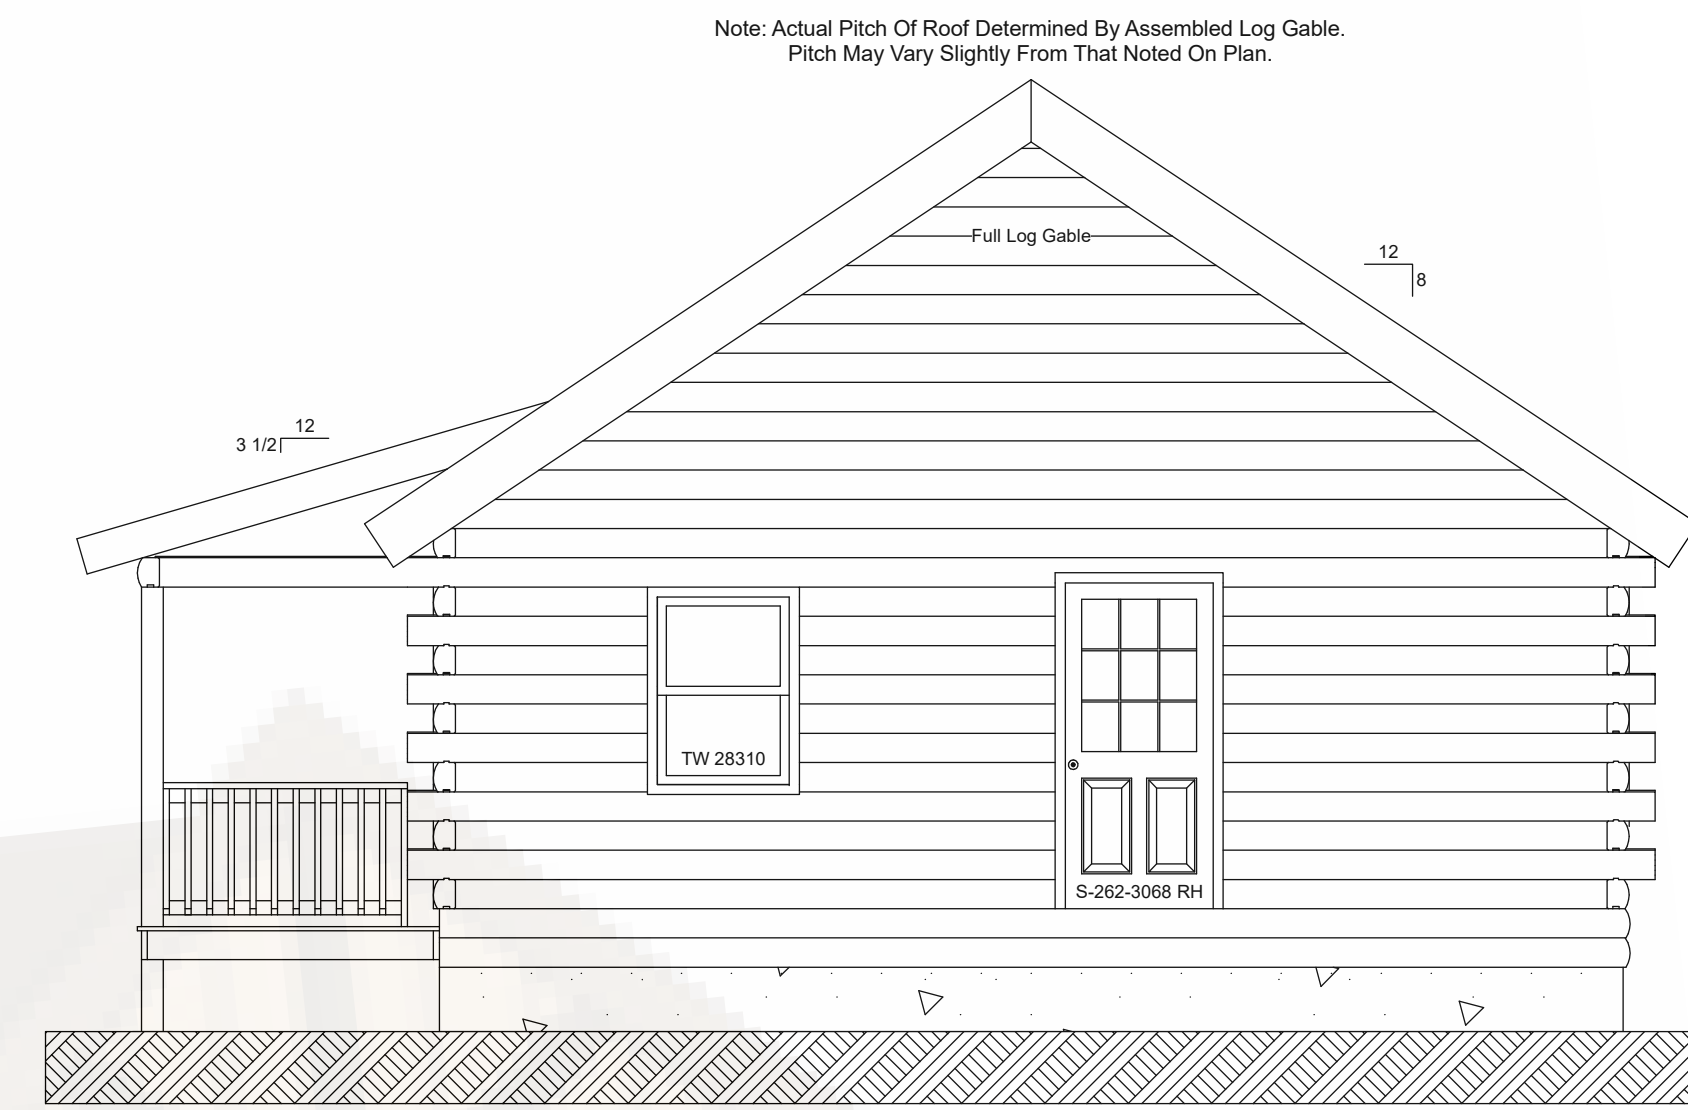 Note: Actual Pitch Of Roof Determined By Assembled Log Gable.
Pitch May Vary Slightly From That Noted On Plan.
Full Log Gable
12
8
12
3 1/2
TW 28310
S-262-3068 RH